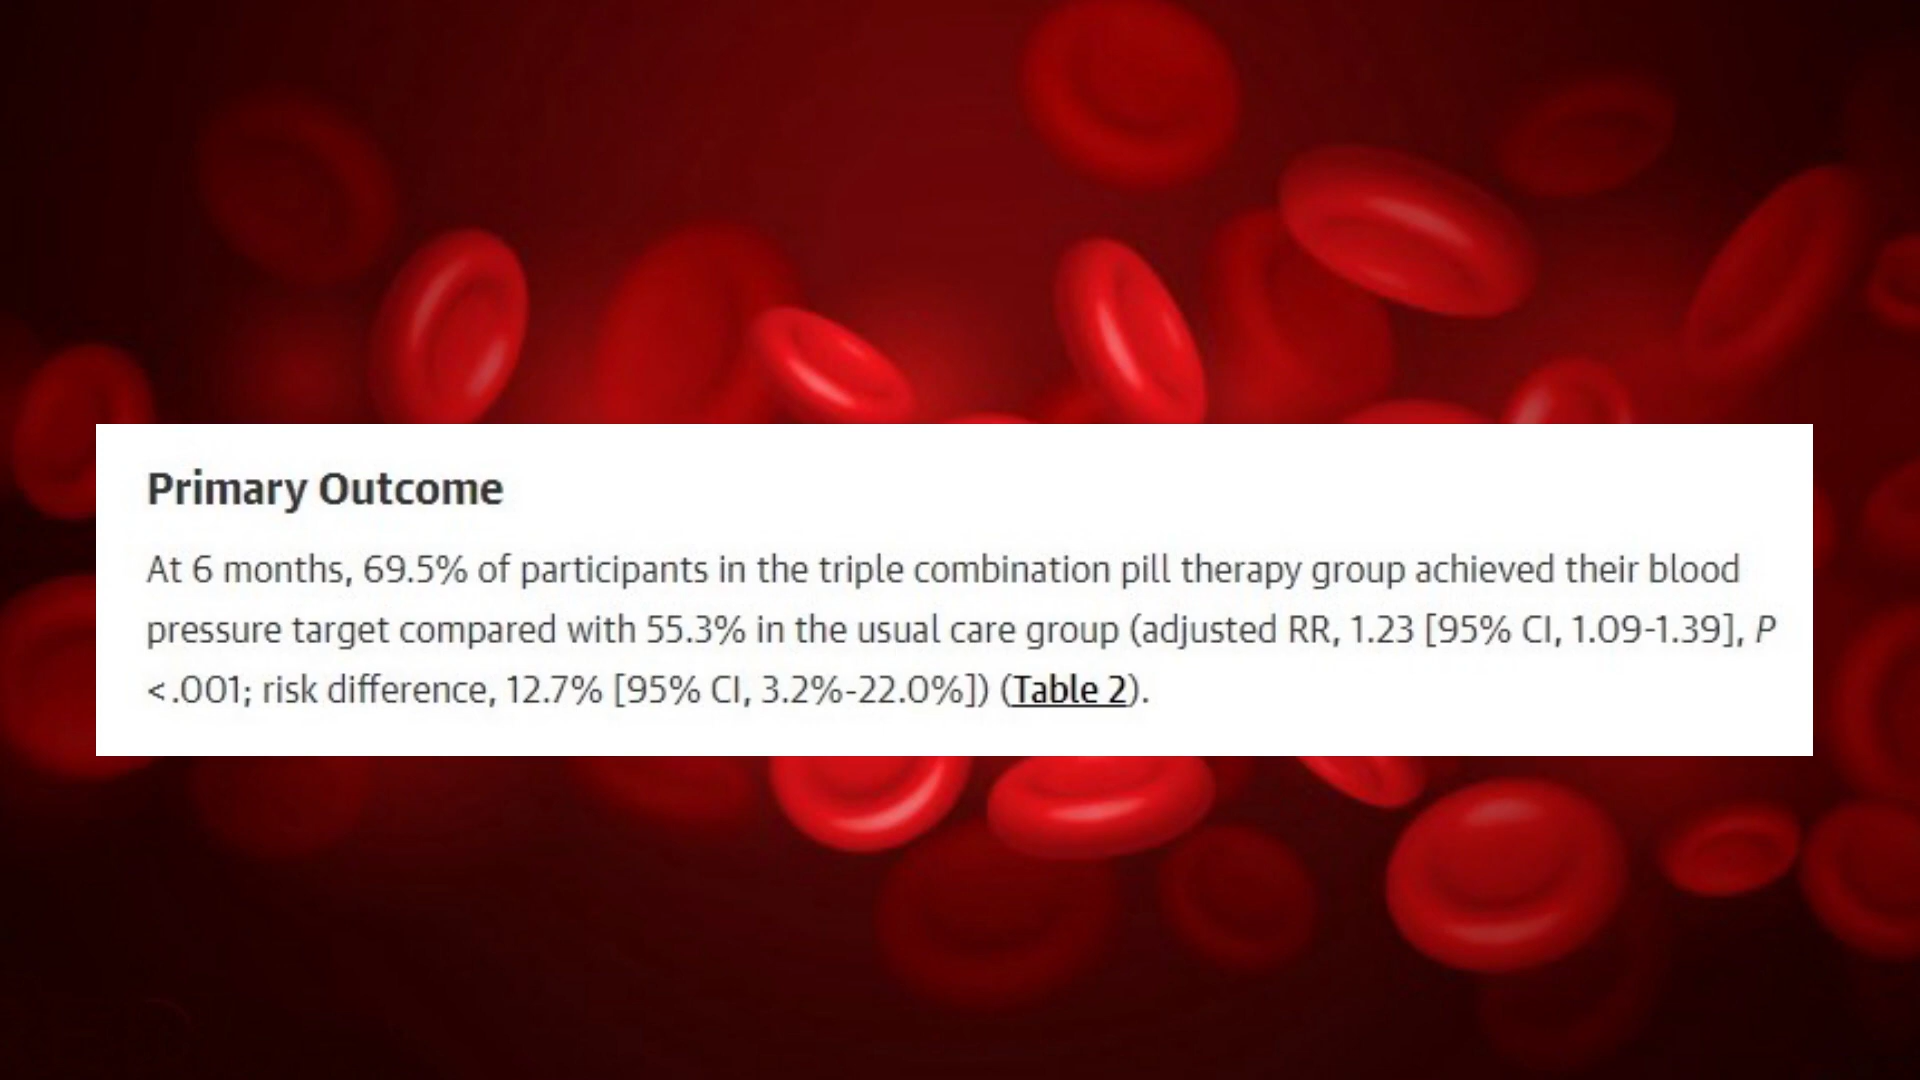 Primary Outcome
At 6 months, 69.5% of participants in the triple combination pill therapy group achieved their blood
pressure target compared with 55.3% in the usual care group (adjusted RR, 1.23 [95% CI, 1.09-1.39], P
<.001; risk difference, 12.7% [95% CI, 3.2%-22.0%]) (Table 2).